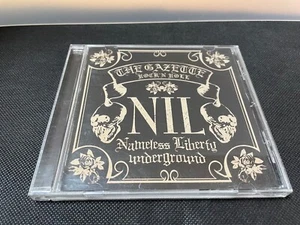 THE GAZETTE
ROCK'N ROLL
NIL
Nameless Liberty
underground